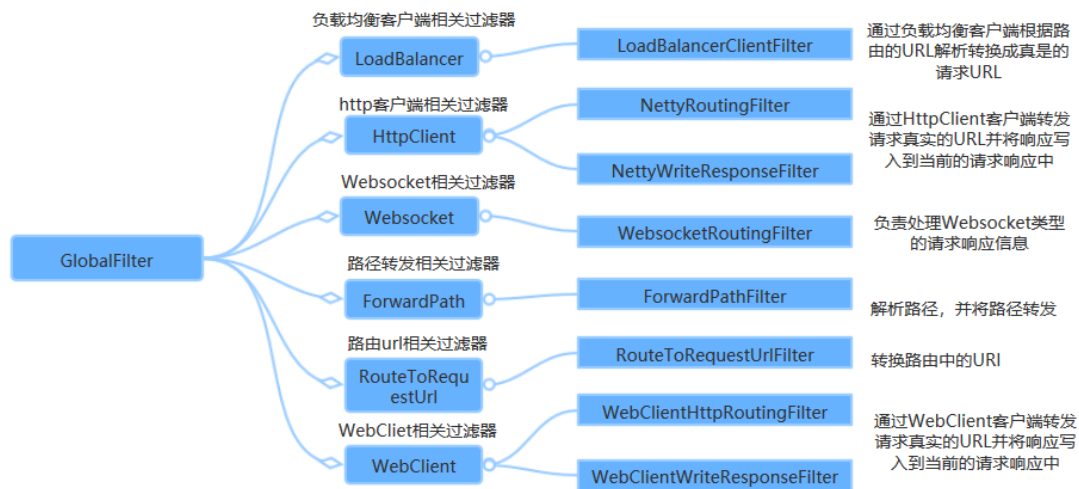 负载均衡客户端相关过滤器
LoadBalancer
LoadBalancerClientFilter
通过负载均衡客户端根据路
由的URL解析转换成真是的
请求URL
http客户端相关过滤器
HttpClient
NettyRoutingFilter
NettyWriteResponseFilter
通过HttpClient客户端转发
请求真实的URL并将响应写
入到当前的请求响应中
Websocket相关过滤器
Websocket
WebsocketRoutingFilter
负责处理Websocket类型
的请求响应信息
GlobalFilter
路径转发相关过滤器
ForwardPath
ForwardPathFilter
解析路径，并将路径转发
路由url相关过滤器
RouteToRequ
estUrl
RouteToRequestUrlFilter
转换路由中的URI
WebCliet相关过滤器
WebClient
WebClientHttpRoutingFilter
WebClientWriteResponseFilter
通过WebClient客户端转发
请求真实的URL并将响应写
入到当前的请求响应中